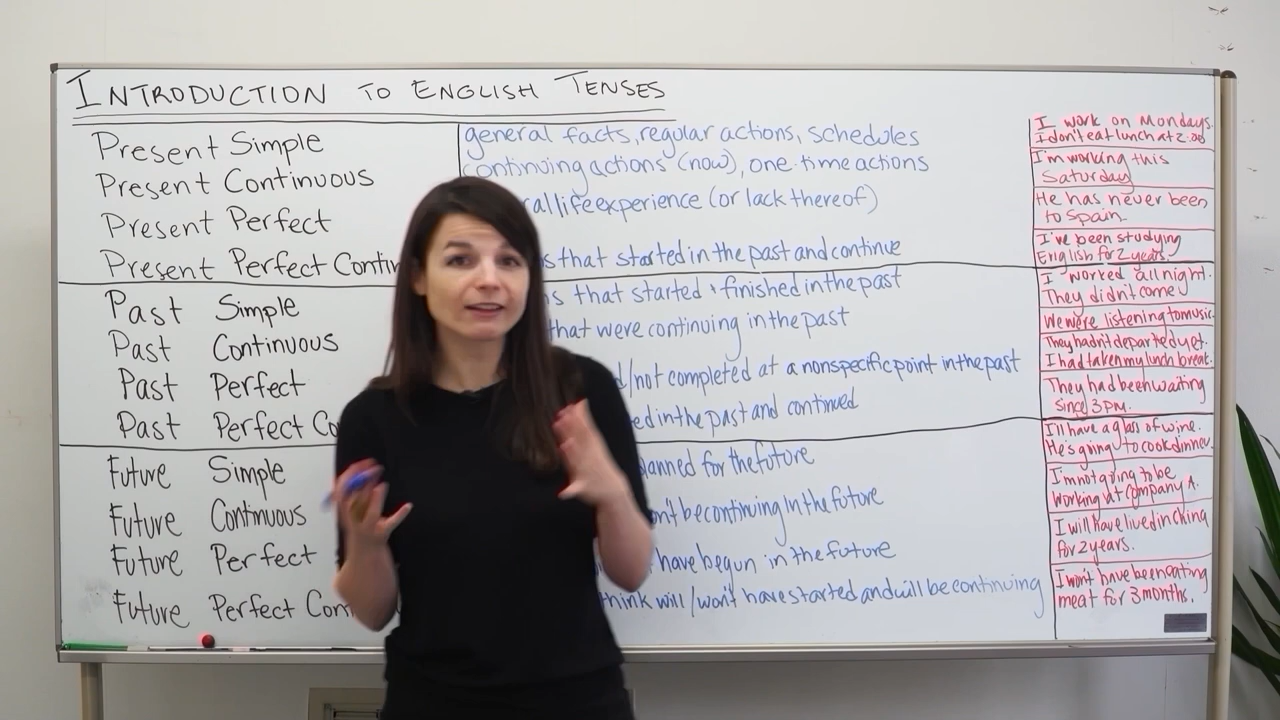 INTRODUCTION TO ENGLISH TENSES
Present Simple
general facts, regular actions, schedules
Present Continuous
continuing actions (now), one-time actions
Present Perfect
life experience (or lack thereof)
Present Perfect Contin
that started in the past and continue
Past Simple
that started + finished in the past
Past Continuous
that were continuing in the past
Past Perfect
/not completed at a nonspecific point in the past
Past Perfect Co
in the past and continued
Future Simple
for the future
Future Continuous
be continuing in the future
Future Perfect
have begun in the future
Future Perfect Con
think will/won't have started and will be continuing
I work on Mondays.
I don't eat lunch at 2:00
I'm working this
Saturday
He has never been
to Spain.
I've been studying
English for 2 years.
I worked all night.
They didn't come.
We were listening to music.
They hadn't departed yet.
I had taken my lunch break.
They had been waiting
since 3 PM.
I'll have a glass of wine.
He's going to cook dinner.
I'm not going to be
working at Company A.
I will have lived in China
for 2 years.
I won't have been eating
meat for 3 months.